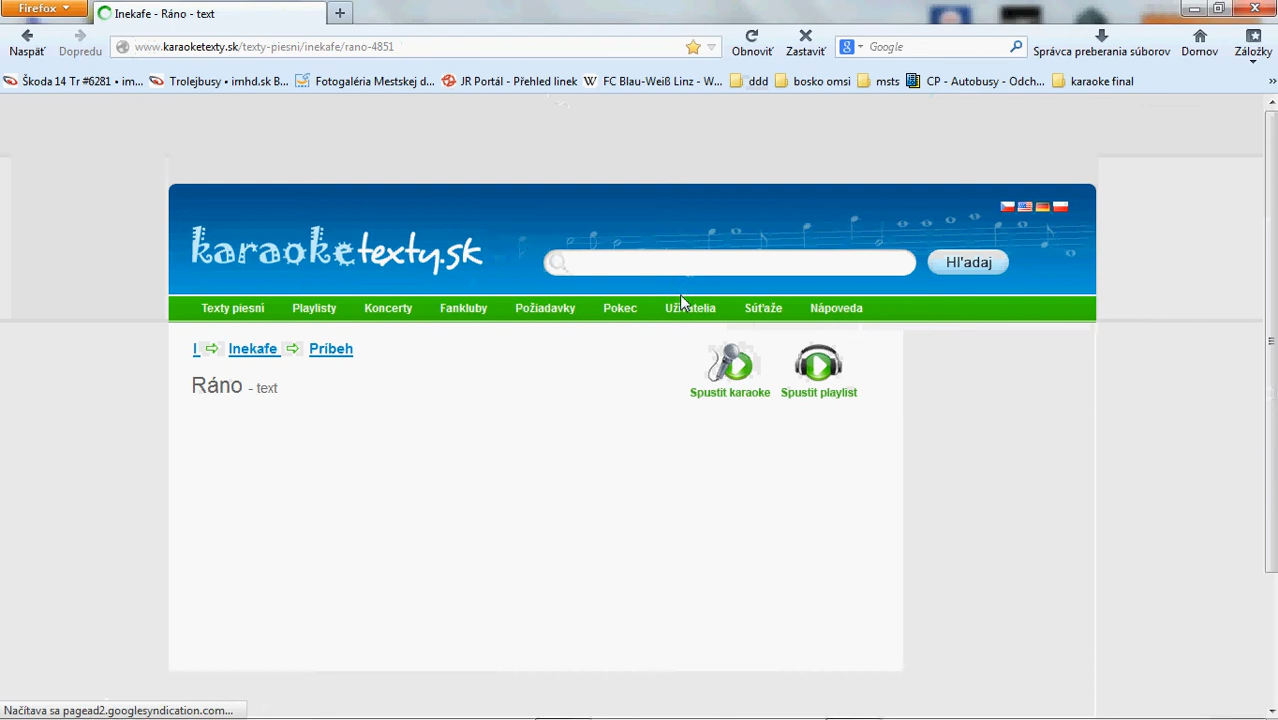 Firefox
Inekafe - Ráno - text
Naspäť
Dopredu
www.karaoketexty.sk/texty-piesni/inekafe/rano-4851
Obnoviť
Zastaviť
Google
Správca preberania súborov
Domov
Záložky
Škoda 14 Tr #6281 • im...
Trolejbusy • imhd.sk B...
Fotogaléria Mestskej d...
JR Portál - Přehled linek
FC Blau-Weiß Linz - W...
ddd
bosko omsi
msts
CP - Autobusy - Odch...
karaoke final
karaoketexty.sk
Hľadaj
Texty piesní
Playlisty
Koncerty
Fankluby
Požiadavky
Pokec
Užívatelia
Súťaže
Nápoveda
I
Inekafe
Príbeh
Ráno - text
Spustit karaoke
Spustit playlist
Načítava sa pagead2.googlesyndication.com...